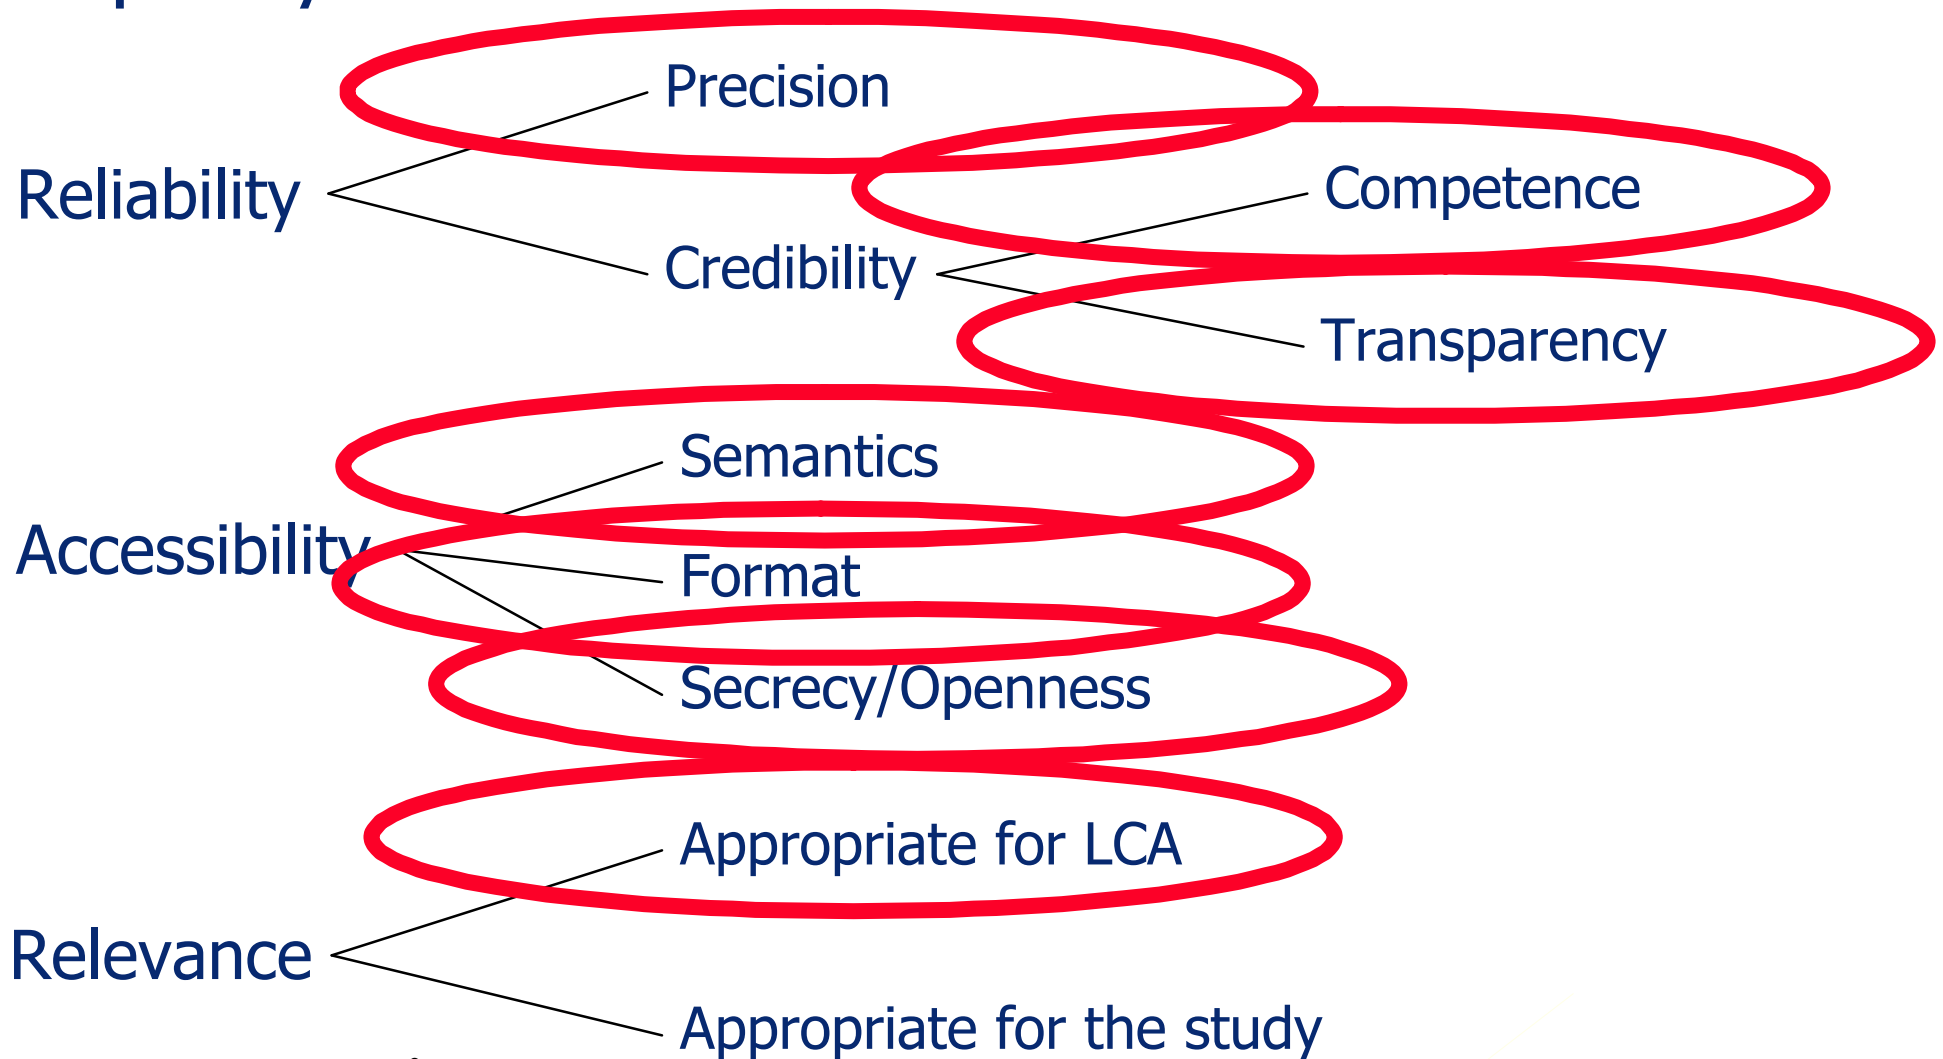 Precision
Competence
Reliability
Credibility
Transparency
Semantics
Accessibility
Format
Secrecy/Openness
Appropriate for LCA
Relevance
Appropriate for the study